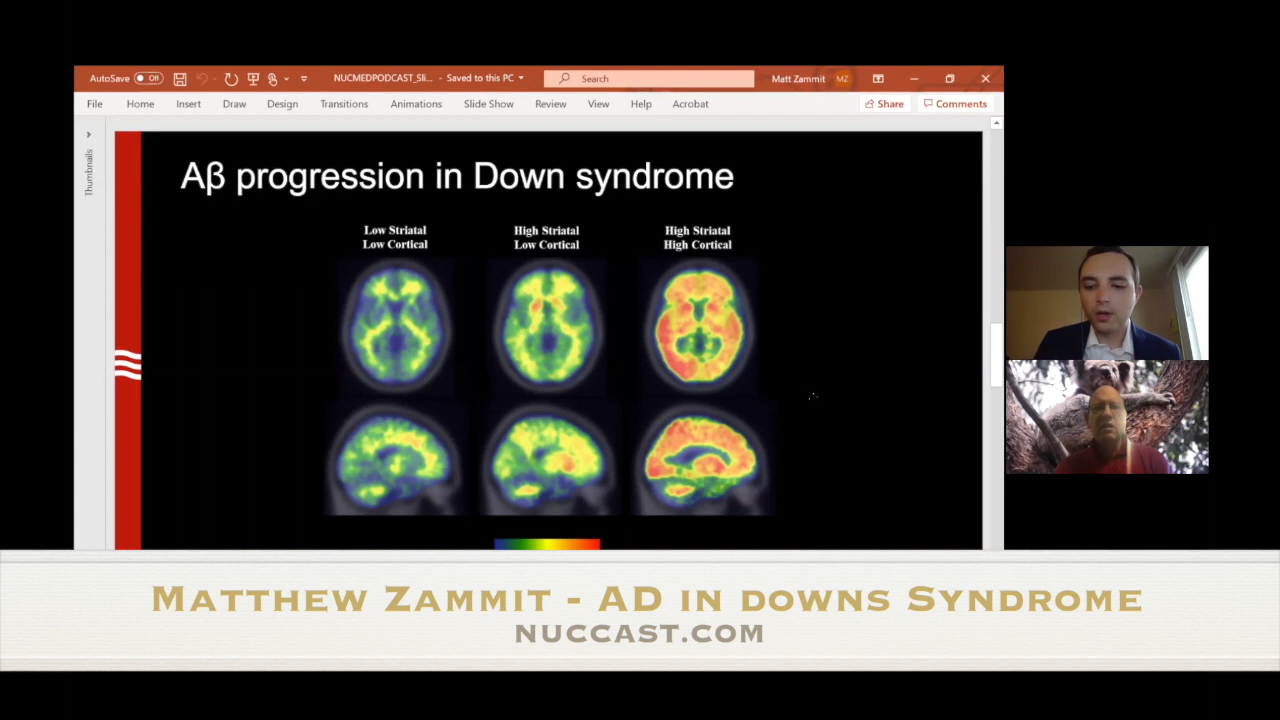 AutoSave Off NUCMEDPODCAST_Sli... - Saved to this PC Search Matt Zammit MZ
File Home Insert Draw Design Transitions Animations Slide Show Review View Help Acrobat Share Comments
Thumbnails
Aβ progression in Down syndrome
Low Striatal
Low Cortical
High Striatal
Low Cortical
High Striatal
High Cortical
Matthew Zammit - AD in downs Syndrome
nuccast.com